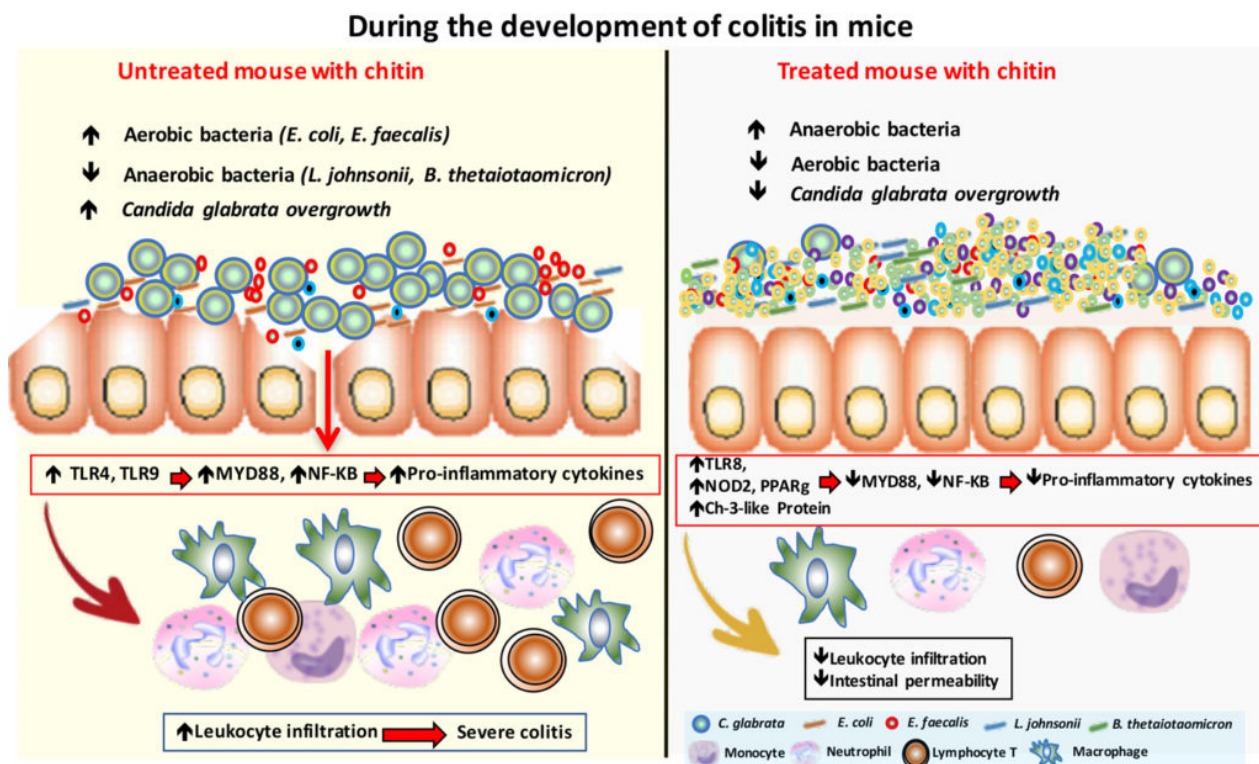 During the development of colitis in mice
Untreated mouse with chitin
↑ Aerobic bacteria (E. coli, E. faecalis)
↓ Anaerobic bacteria (L. johnsonii, B. thetaiotaomicron)
↑ Candida glabrata overgrowth
↑ TLR4, TLR9 → ↑MYD88, ↑NF-KB → ↑Pro-inflammatory cytokines
↑Leukocyte infiltration → Severe colitis
Treated mouse with chitin
↑ Anaerobic bacteria
↓ Aerobic bacteria
↓ Candida glabrata overgrowth
↑TLR8,
↑NOD2, PPARg → ↓MYD88, ↓NF-KB → ↓Pro-inflammatory cytokines
↑Ch-3-like Protein
↓Leukocyte infiltration
↓Intestinal permeability
C. glabrata E. coli E. faecalis L. johnsonii B. thetaiotaomicron
Monocyte Neutrophil Lymphocyte T Macrophage